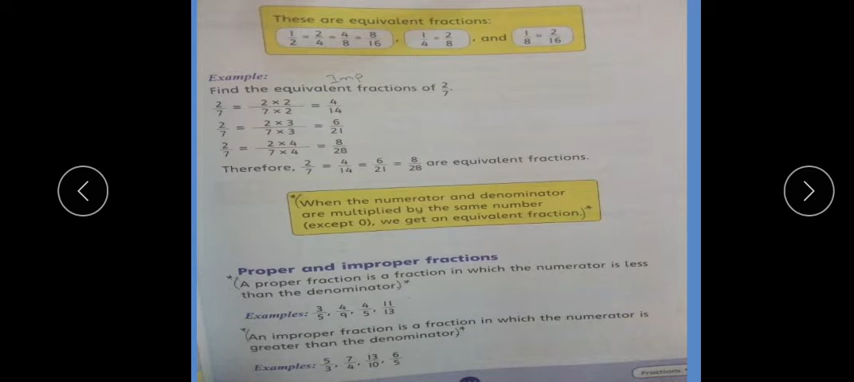 These are equivalent fractions:
1/2 = 2/4 = 4/8 = 8/16, 1/4 = 2/8, and 1/8 = 2/16
Example: Imp
Find the equivalent fractions of 2/7.
2/7 = 2 × 2 / 7 × 2 = 4/14
2/7 = 2 × 3 / 7 × 3 = 6/21
2/7 = 2 × 4 / 7 × 4 = 8/28
Therefore, 2/7 = 4/14 = 6/21 = 8/28 are equivalent fractions.
*(When the numerator and denominator
are multiplied by the same number
(except 0), we get an equivalent fraction.)*
Proper and improper fractions
*(A proper fraction is a fraction in which the numerator is less
than the denominator)*
Examples: 3/5, 4/9, 4/5, 11/13
*(An improper fraction is a fraction in which the numerator is
greater than the denominator)*
Examples: 5/3, 7/4, 13/10, 6/5
Fractions